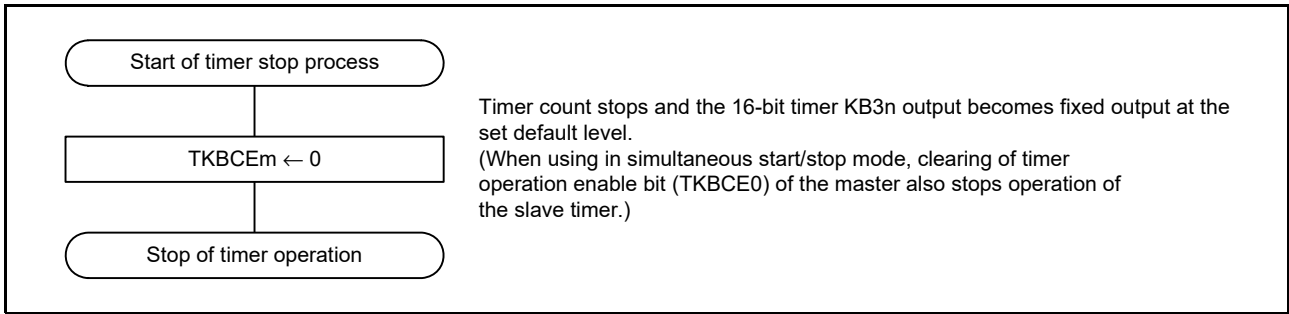 Start of timer stop process
TKBCEm ← 0
Timer count stops and the 16-bit timer KB3n output becomes fixed output at the
set default level.
(When using in simultaneous start/stop mode, clearing of timer
operation enable bit (TKBCE0) of the master also stops operation of
the slave timer.)
Stop of timer operation